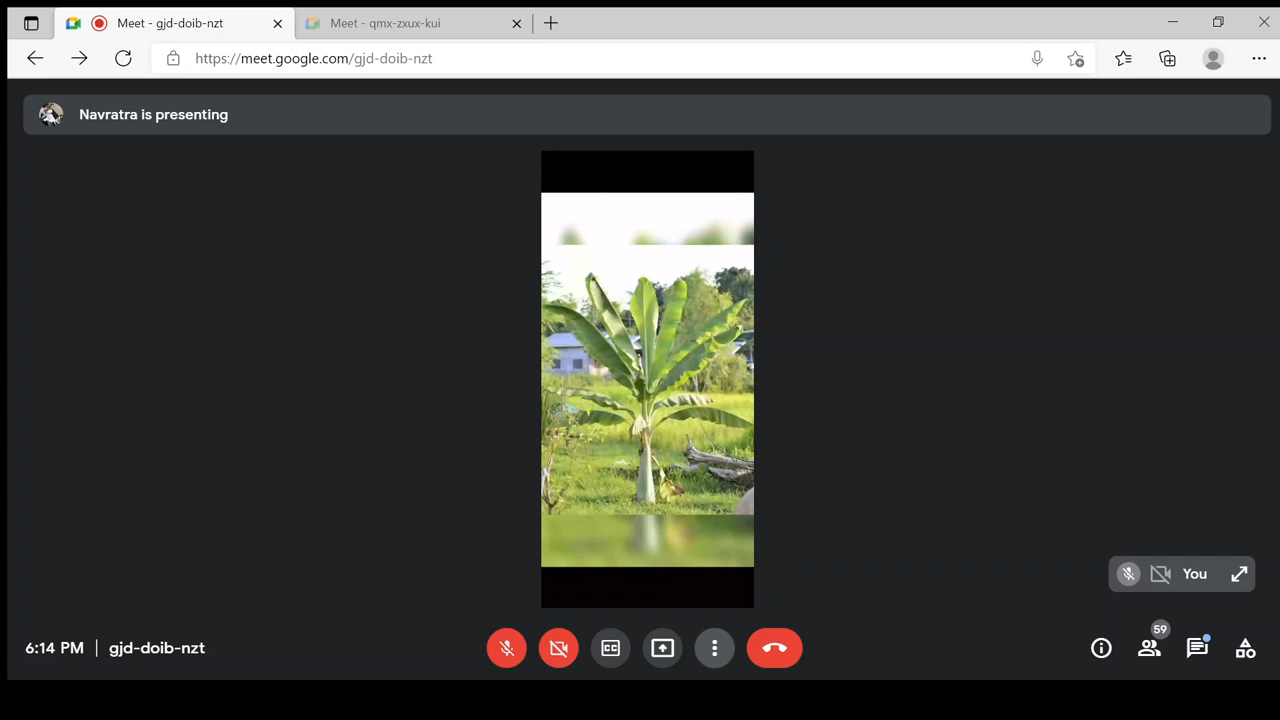 Meet - gjd-doib-nzt
Meet - qmx-zxux-kui
https://meet.google.com/gjd-doib-nzt
Navratra is presenting
You
6:14 PM | gjd-doib-nzt
CC
59